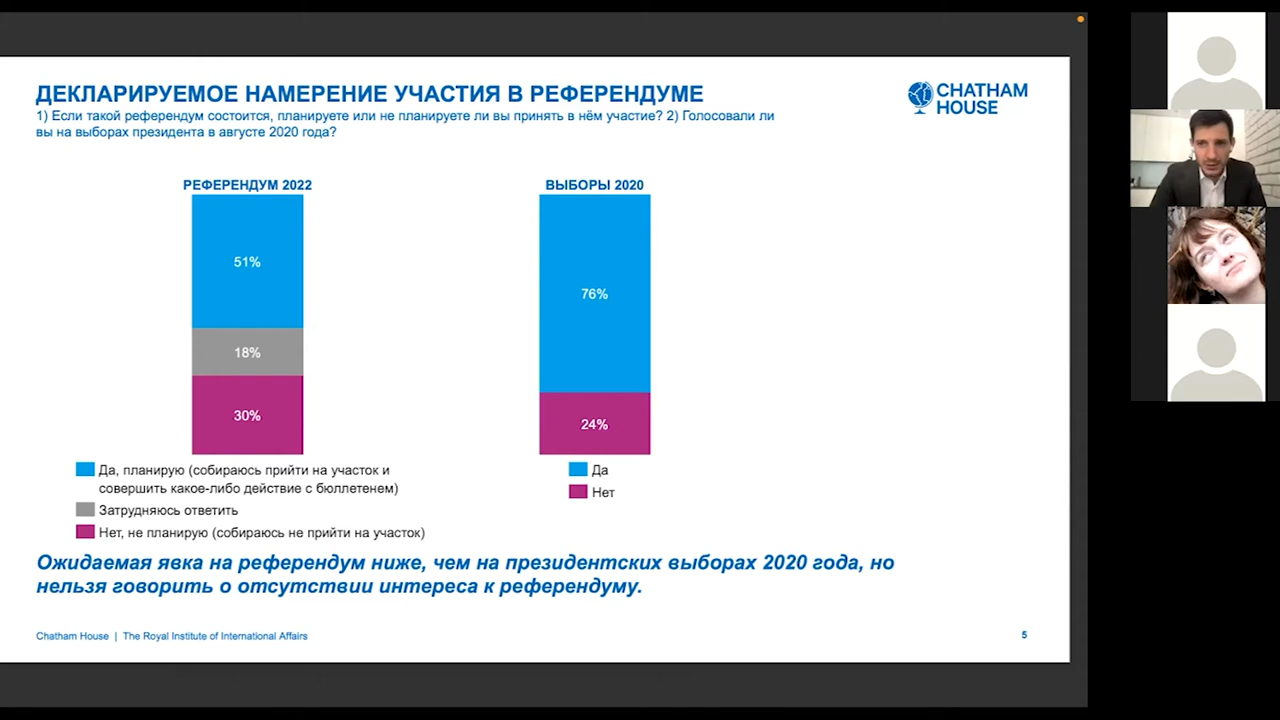 ДЕКЛАРИРУЕМОЕ НАМЕРЕНИЕ УЧАСТИЯ В РЕФЕРЕНДУМЕ
1) Если такой референдум состоится, планируете или не планируете ли вы принять в нём участие? 2) Голосовали ли
вы на выборах президента в августе 2020 года?
CHATHAM
HOUSE
РЕФЕРЕНДУМ 2022
51%
18%
30%
Да, планирую (собираюсь прийти на участок и
совершить какое-либо действие с бюллетенем)
Затрудняюсь ответить
Нет, не планирую (собираюсь не прийти на участок)
ВЫБОРЫ 2020
76%
24%
Да
Нет
Ожидаемая явка на референдум ниже, чем на президентских выборах 2020 года, но
нельзя говорить о отсутствии интереса к референдуму.
Chatham House | The Royal Institute of International Affairs
5